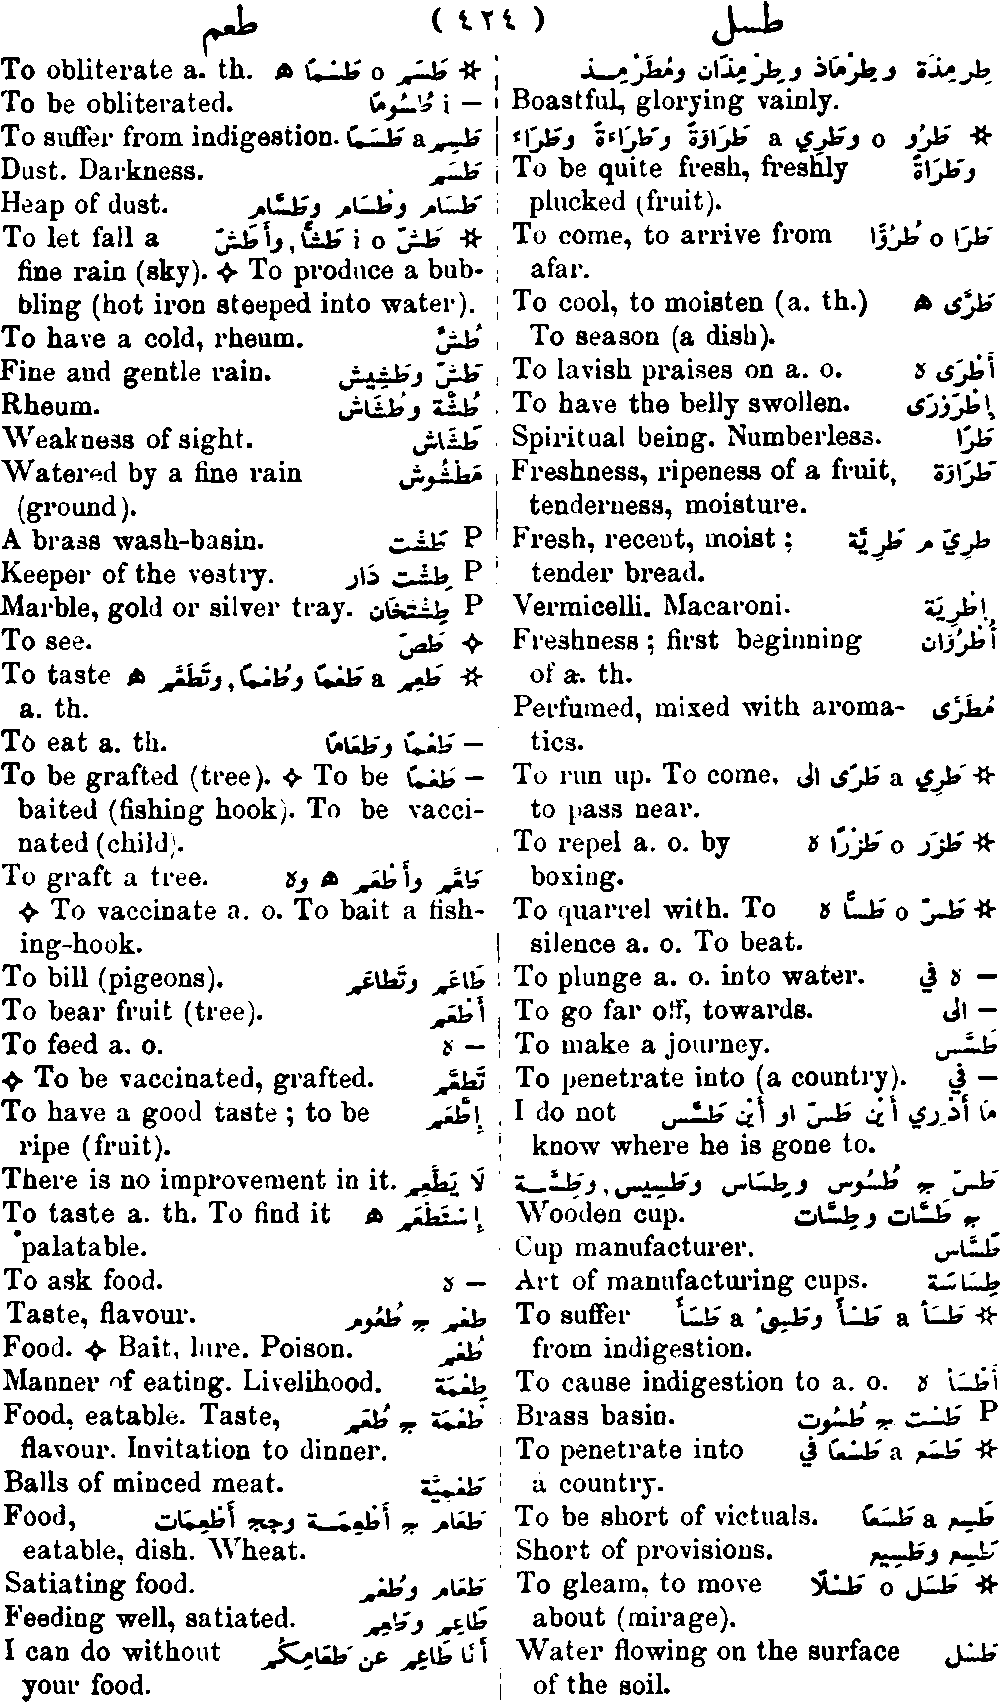 طسل ( ٤٢٤ ) طعم
طِرمِذَة وطِرْمَاذ وطِرْمِذَان ومُطَرْمِـذ
Boastful, glorying vainly.
✲ طَرُو o وطَرِي a طَرَاوَةً وطَرَاءَةً وطَرَاءً
To be quite fresh, freshly وطَرَاةً
plucked (fruit).
To come, to arrive from طَرَا o طُرُوًّا
afar.
To cool, to moisten (a. th.) طَرَّى ه
To season (a dish).
To lavish praises on a. o. أَطْرَى ه
To have the belly swollen. إِطْرَوْرَى
Spiritual being. Numberless. طَرًا
Freshness, ripeness of a fruit, طَرَاوَة
tenderness, moisture.
Fresh, recent, moist ; طَرِيّ م طَرِيَّة
tender bread.
Vermicelli. Macaroni. إِطْرِيَة
Freshness ; first beginning أُطْرُوَان
of a. th.
Perfumed, mixed with aroma- مُطَرًّى
tics.
To run up. To come, ✲ طَرِي a طَرًى الى
to pass near.
To repel a. o. by ✲ طَزَر o طَزْرًا ه
boxing.
To quarrel with. To ✲ طَسّ o طَسًّا ه
silence a. o. To beat.
To plunge a. o. into water. — ه في
To go far off, towards. — الى
To make a journey. طَسَّس
To penetrate into (a country). — في
I do not مَا أَدْرِي أَيْن طَسّ او أَيْن طَسَّس
know where he is gone to.
طَسّ ج طُسُوس وطِسَاس وطَسِيس, وطَسَّـة
Wooden cup. ج طَسَّات وطِسَّات
Cup manufacturer. طَسَّاس
Art of manufacturing cups. طِسَاسَة
To suffer ✲ طَسَأ a طَسْأً وطَسِئ a طَسَأً
from indigestion.
To cause indigestion to a. o. أَطْسَأ ه
Brass basin. P طَسْت ج طُسُوت
To penetrate into ✲ طَسَع a طَسْعًا في
a country.
To be short of victuals. طَسِع a طَسَعًا
Short of provisions. طَسِع وطَسِيع
To gleam, to move ✲ طَسَل o طَسْلًا
about (mirage).
Water flowing on the surface طَسْل
of the soil.
To obliterate a. th. ✲ طَسَم o طَسْمًا ه
To be obliterated. — i طُسُومًا
To suffer from indigestion. طَسِم a طَسَمًا
Dust. Darkness. طَسَم
Heap of dust. طَسَام وطُسَام وطَسَّام
To let fall a ✲ طَشّ i o طَشًّا, وأَطَشّ
fine rain (sky). ✧ To produce a bub-
bling (hot iron steeped into water).
To have a cold, rheum. طُشَّ
Fine and gentle rain. طَشّ وطَشِيش
Rheum. طُشَّة وطُشَاش
Weakness of sight. طَشَاش
Watered by a fine rain مَطْشُوش
(ground).
A brass wash-basin. P طَشْت
Keeper of the vestry. P طِشْت دَار
Marble, gold or silver tray. P طِشْتْخَان
To see. ✧ طَصّ
To taste ✲ طَعِم a طَعْمًا وطُعْمًا, وتَطَعَّم ه
a. th.
To eat a. th. — طَعْمًا وطَعَامًا
To be grafted (tree). ✧ To be — طَعْمًا
baited (fishing hook). To be vacci-
nated (child).
To graft a tree. طَعَّم وأَطْعَم ه وه
✧ To vaccinate a. o. To bait a fish-
ing-hook.
To bill (pigeons). طَاعَم وتَطَاعَم
To bear fruit (tree). أَطْعَم
To feed a. o. — ه
✧ To be vaccinated, grafted. تَطَعَّم
To have a good taste ; to be إِطَّعَم
ripe (fruit).
There is no improvement in it. لَا يَطَّعِم
To taste a. th. To find it إِسْتَطْعَم ه
palatable.
To ask food. — ه
Taste, flavour. طَعْم ج طُعُوم
Food. ✧ Bait, lure. Poison. طُعْم
Manner of eating. Livelihood. طِعْمَة
Food, eatable. Taste, طُعْمَة ج طُعَم
flavour. Invitation to dinner.
Balls of minced meat. طَعْمِيَّة
Food, طَعَام ج أَطْعِمَـة وجج أَطْعِمَات
eatable, dish. Wheat.
Satiating food. طَعَام وطُعْم
Feeding well, satiated. طَاعِم وطَعِم
I can do without أَنَا طَاعِم عن طَعَامِكُم
your food.